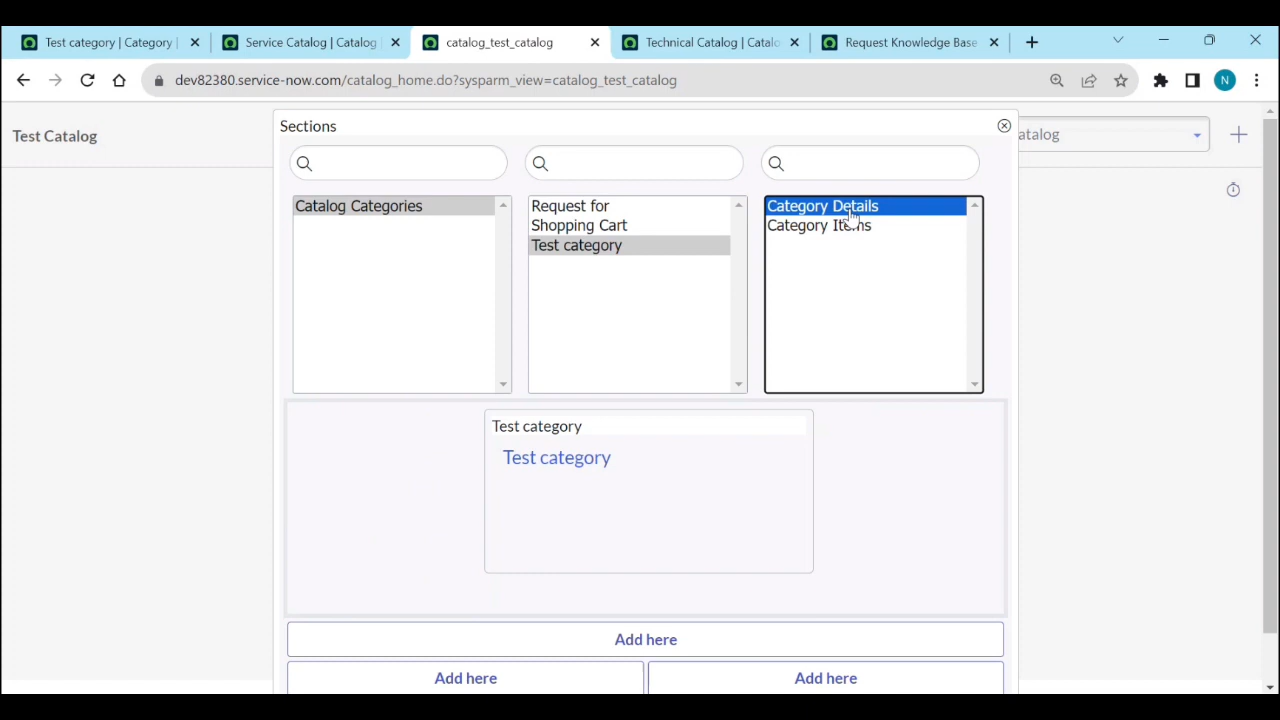 Test category | Category
Service Catalog | Catalog
catalog_test_catalog
Technical Catalog | Catalo
Request Knowledge Base
dev82380.service-now.com/catalog_home.do?sysparm_view=catalog_test_catalog
N
Test Catalog
Sections
atalog
Catalog Categories
Request for
Shopping Cart
Test category
Category Details
Category Items
Test category
Test category
Add here
Add here
Add here